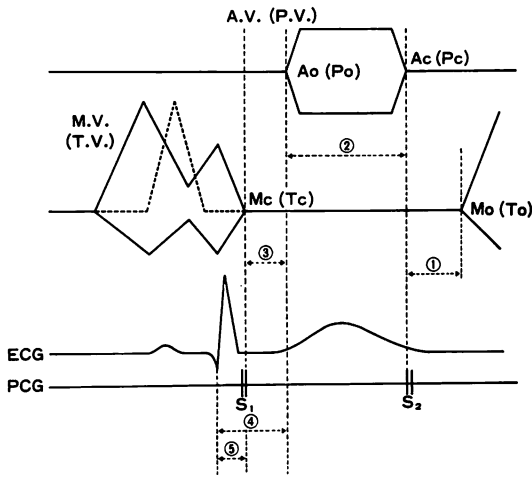 A.V. (P.V.)
Ao (Po)
Ac (Pc)
M.V.
(T.V.)
②
Mc (Tc)
Mo (To)
③
①
ECG
PCG
S₁
S₂
④
⑤